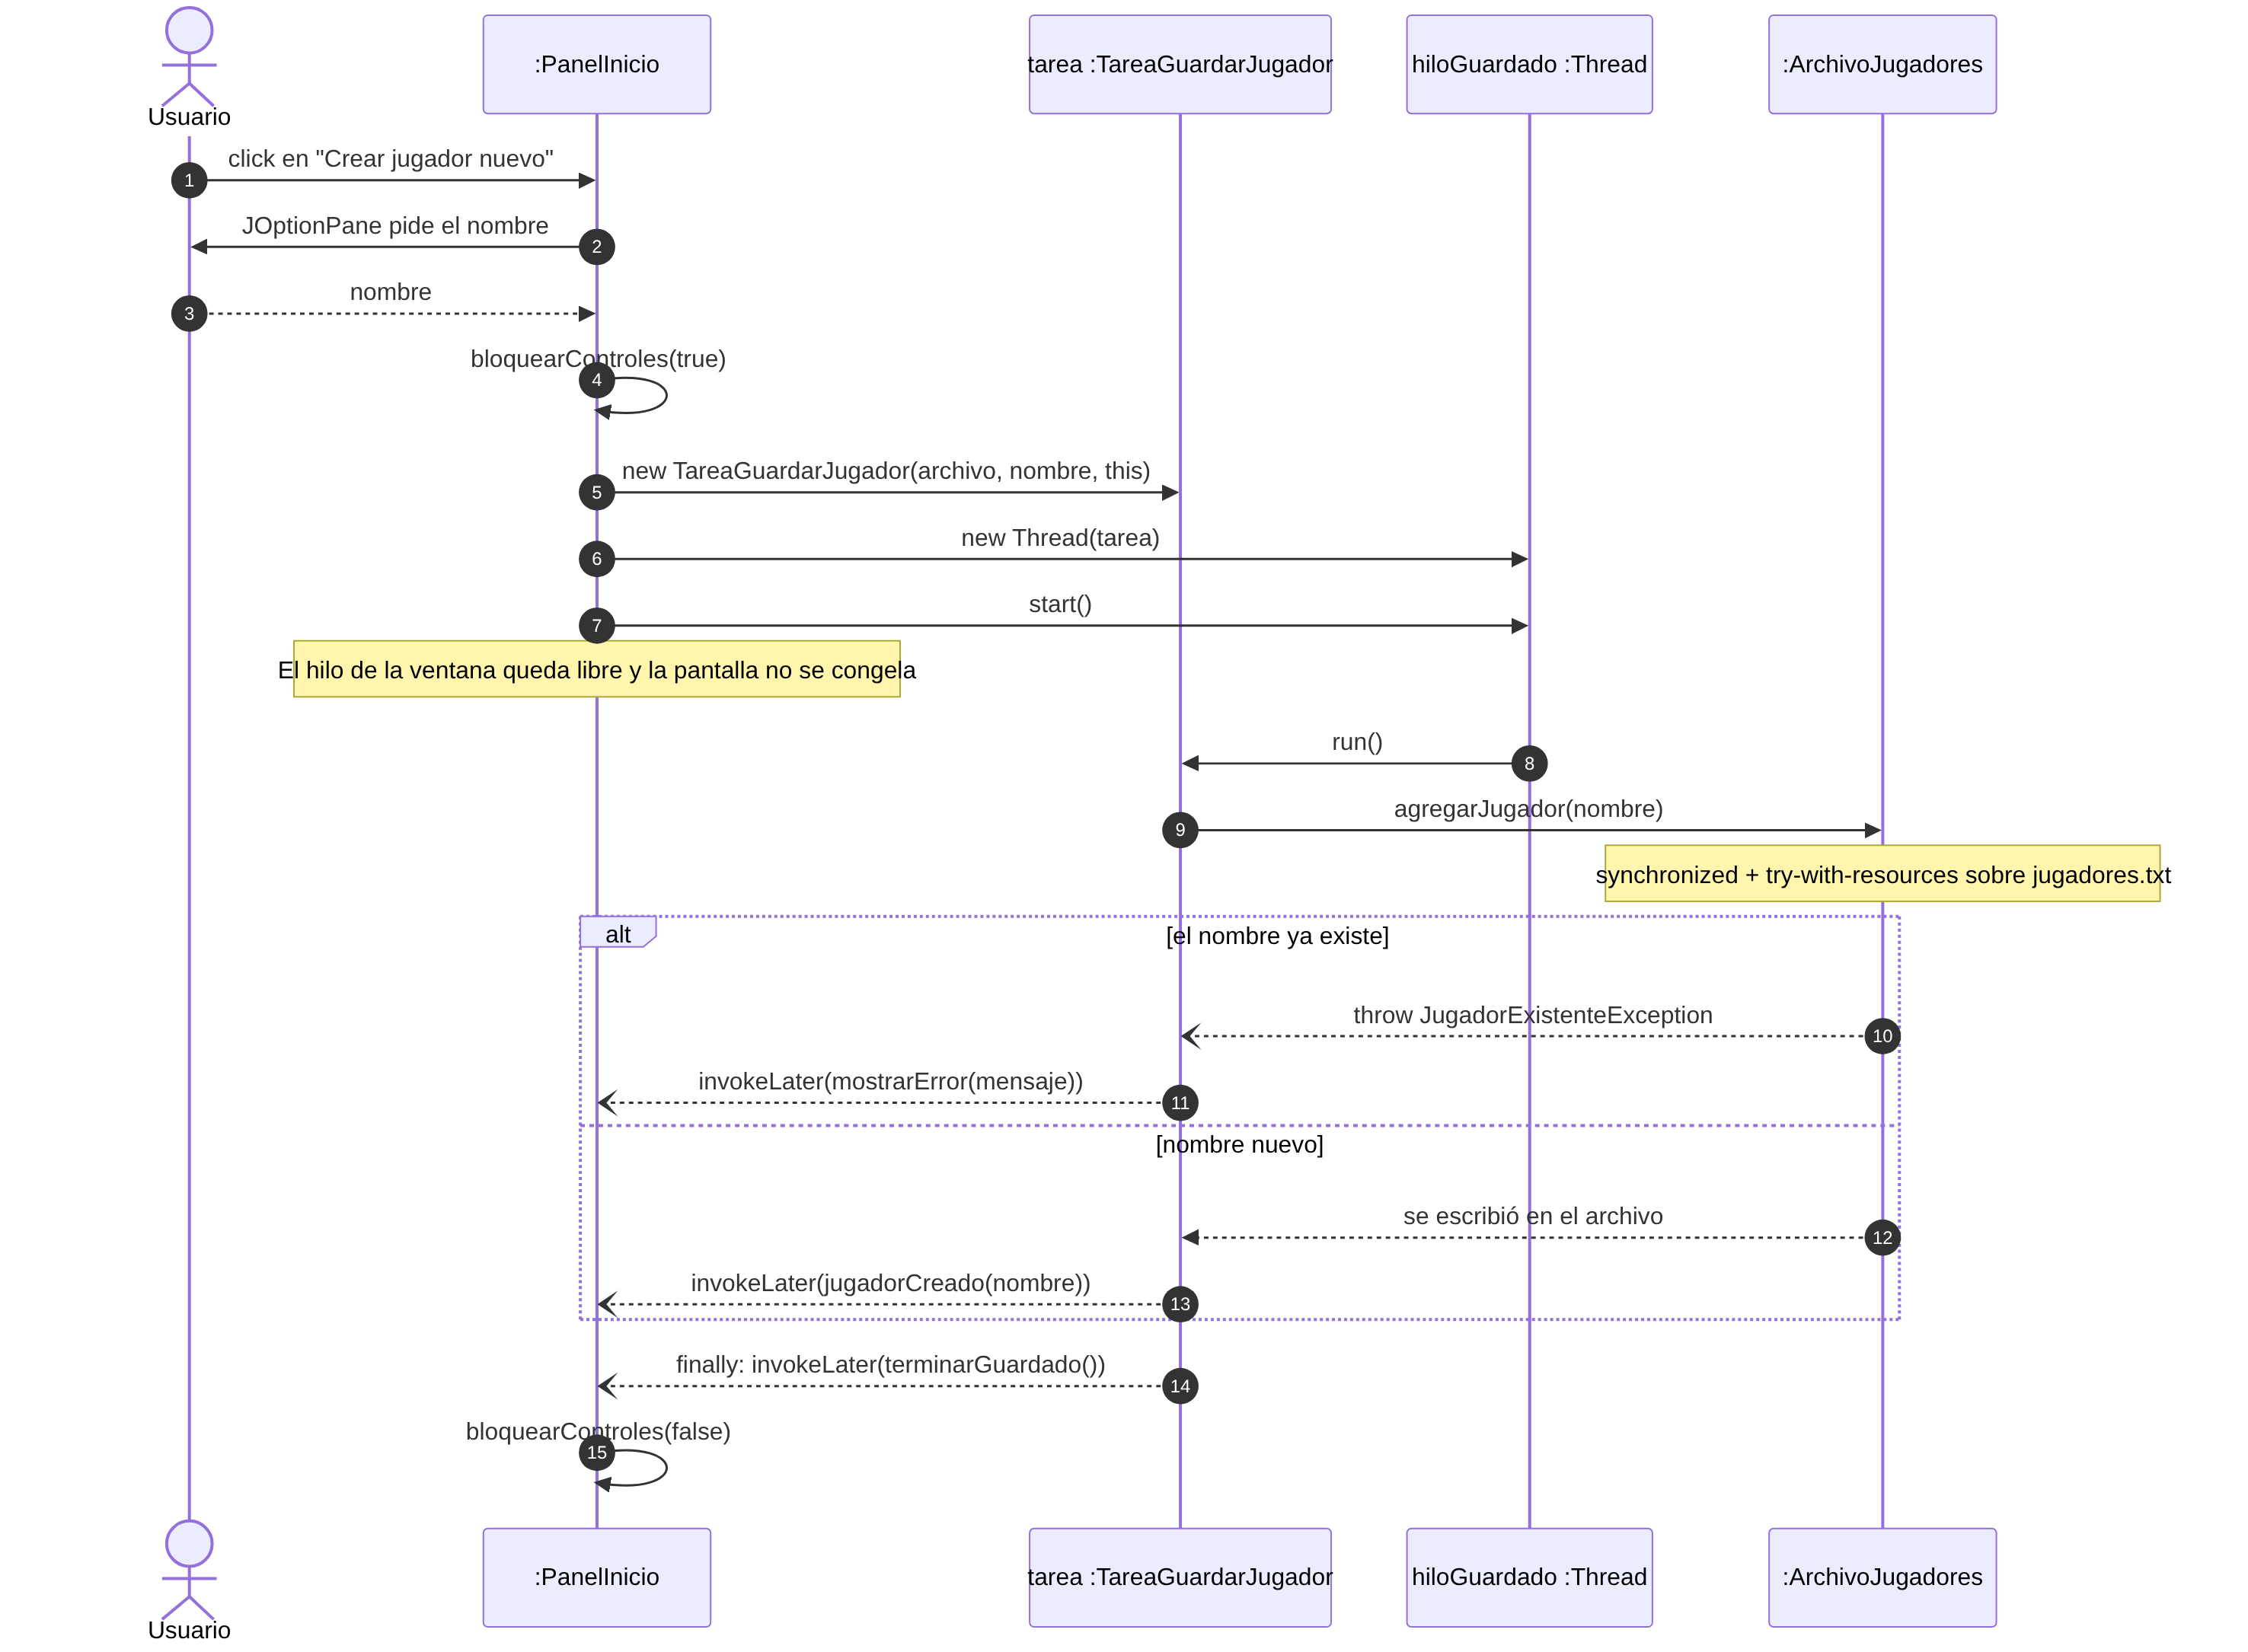 Usuario
:PanelInicio
tarea :TareaGuardarJugador
hiloGuardado :Thread
:ArchivoJugadores
click en "Crear jugador nuevo"
1
JOptionPane pide el nombre
2
nombre
3
bloquearControles(true)
4
new TareaGuardarJugador(archivo, nombre, this)
5
new Thread(tarea)
6
start()
7
El hilo de la ventana queda libre y la pantalla no se congela
run()
8
agregarJugador(nombre)
9
synchronized + try-with-resources sobre jugadores.txt
alt
[el nombre ya existe]
throw JugadorExistenteException
10
invokeLater(mostrarError(mensaje))
11
[nombre nuevo]
se escribió en el archivo
12
invokeLater(jugadorCreado(nombre))
13
finally: invokeLater(terminarGuardado())
14
bloquearControles(false)
15
Usuario
:PanelInicio
tarea :TareaGuardarJugador
hiloGuardado :Thread
:ArchivoJugadores